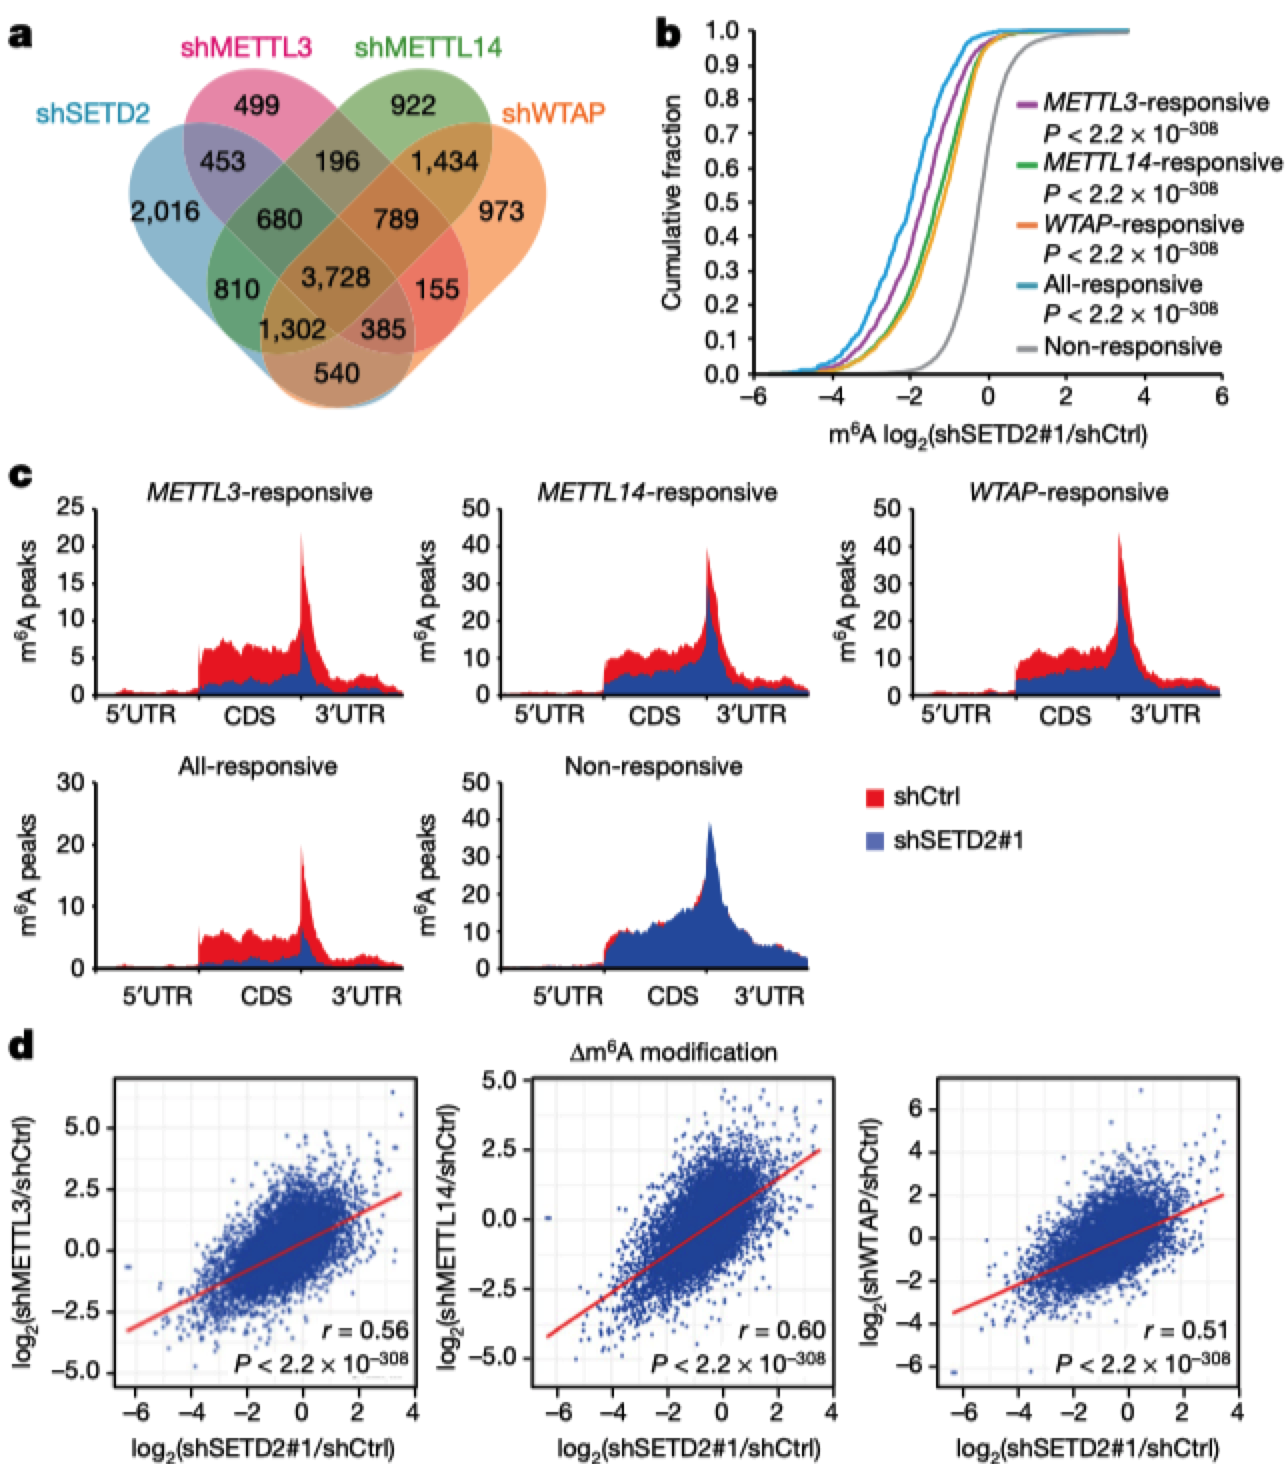 a
shMETTL3 shMETTL14
shSETD2 shWTAP
499 922
453 196 1,434
2,016 680 789 973
3,728
810 155
1,302 385
540
b
Cumulative fraction
1.0
0.9
0.8
0.7
0.6
0.5
0.4
0.3
0.2
0.1
0.0
−6 −4 −2 0 2 4 6
m⁶A log₂(shSETD2#1/shCtrl)
METTL3-responsive
P < 2.2 × 10⁻³⁰⁸
METTL14-responsive
P < 2.2 × 10⁻³⁰⁸
WTAP-responsive
P < 2.2 × 10⁻³⁰⁸
All-responsive
P < 2.2 × 10⁻³⁰⁸
Non-responsive
c
METTL3-responsive
m⁶A peaks
25
20
15
10
5
0
5′UTR CDS 3′UTR
METTL14-responsive
m⁶A peaks
50
40
30
20
10
0
5′UTR CDS 3′UTR
WTAP-responsive
m⁶A peaks
50
40
30
20
10
0
5′UTR CDS 3′UTR
All-responsive
m⁶A peaks
30
20
10
0
5′UTR CDS 3′UTR
Non-responsive
m⁶A peaks
50
40
30
20
10
0
5′UTR CDS 3′UTR
shCtrl
shSETD2#1
d
Δm⁶A modification
log₂(shMETTL3/shCtrl)
5.0
2.5
0.0
−2.5
−5.0
r = 0.56
P < 2.2 × 10⁻³⁰⁸
−6 −4 −2 0 2 4
log₂(shSETD2#1/shCtrl)
log₂(shMETTL14/shCtrl)
5.0
2.5
0.0
−2.5
−5.0
r = 0.60
P < 2.2 × 10⁻³⁰⁸
−6 −4 −2 0 2 4
log₂(shSETD2#1/shCtrl)
log₂(shWTAP/shCtrl)
6
4
2
0
−2
−4
−6
r = 0.51
P < 2.2 × 10⁻³⁰⁸
−6 −4 −2 0 2 4
log₂(shSETD2#1/shCtrl)